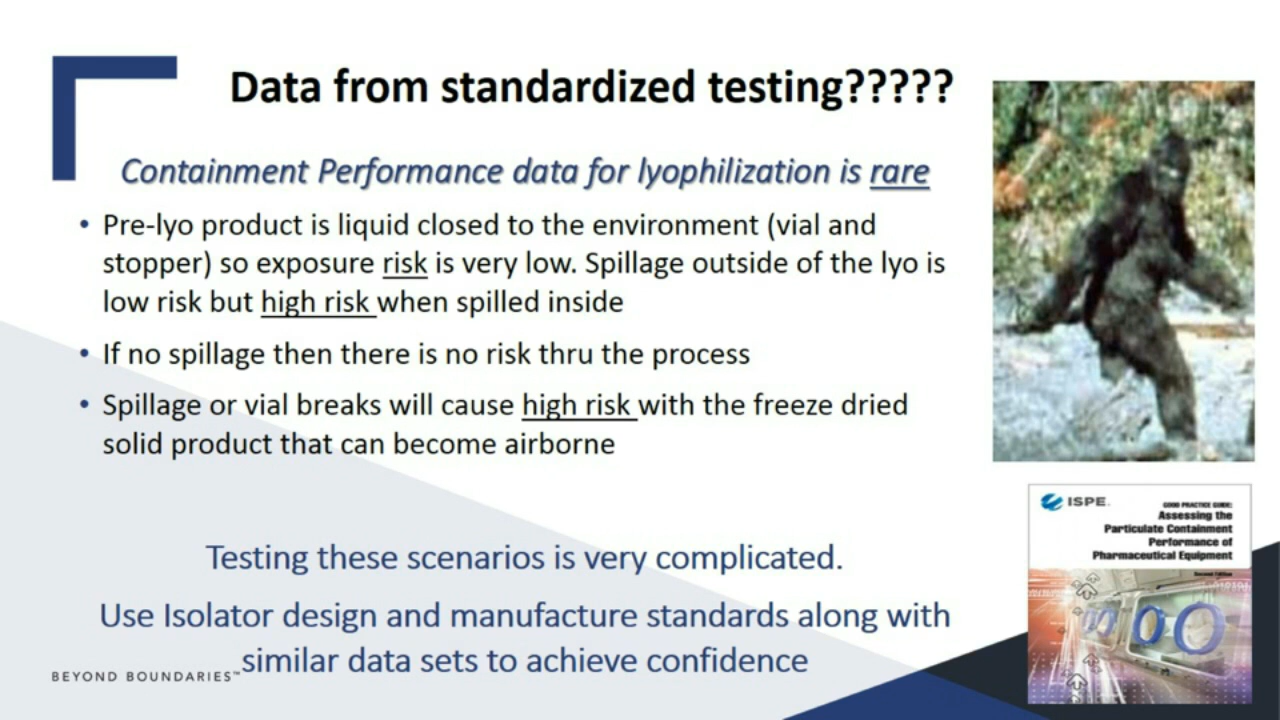 Data from standardized testing?????
Containment Performance data for lyophilization is rare
• Pre-lyo product is liquid closed to the environment (vial and
stopper) so exposure risk is very low. Spillage outside of the lyo is
low risk but high risk when spilled inside
• If no spillage then there is no risk thru the process
• Spillage or vial breaks will cause high risk with the freeze dried
solid product that can become airborne
Testing these scenarios is very complicated.
Use Isolator design and manufacture standards along with
similar data sets to achieve confidence
BEYOND BOUNDARIES™
ISPE.
GOOD PRACTICE GUIDE:
Assessing the
Particulate Containment
Performance of
Pharmaceutical Equipment
Second Edition